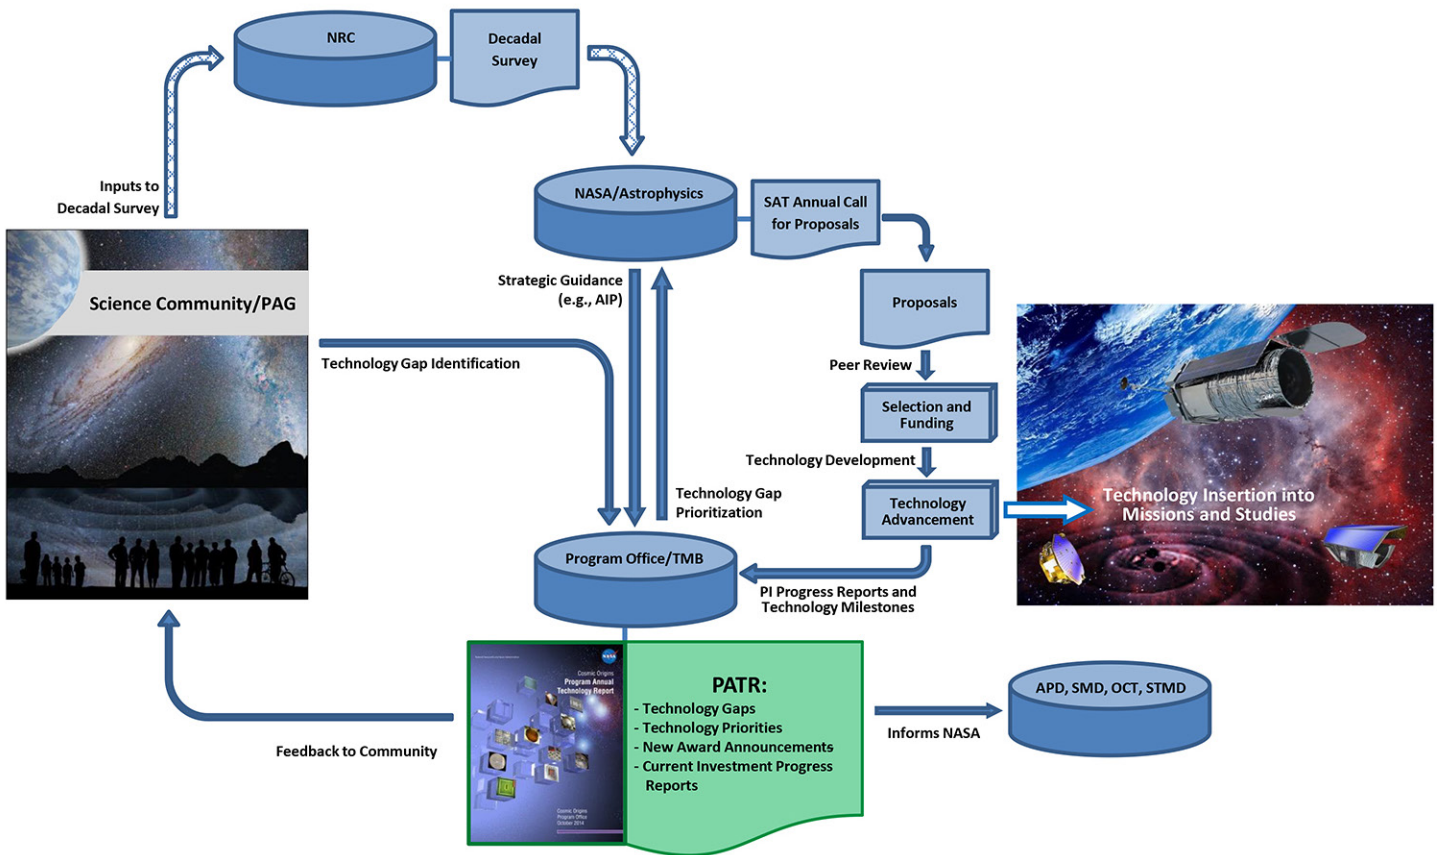 NRC
Decadal
Survey
Inputs to
Decadal Survey
NASA/Astrophysics
SAT Annual Call
for Proposals
Science Community/PAG
Strategic Guidance
(e.g., AIP)
Proposals
Technology Gap Identification
Peer Review
Selection and
Funding
Technology Development
Technology Gap
Prioritization
Technology
Advancement
Technology Insertion into
Missions and Studies
Program Office/TMB
PI Progress Reports and
Technology Milestones
NASA
Cosmic Origins
Program Annual
Technology Report
Cosmic Origins
Program Office
October 2014
PATR:
- Technology Gaps
- Technology Priorities
- New Award Announcements
- Current Investment Progress
Reports
Feedback to Community
Informs NASA
APD, SMD, OCT, STMD